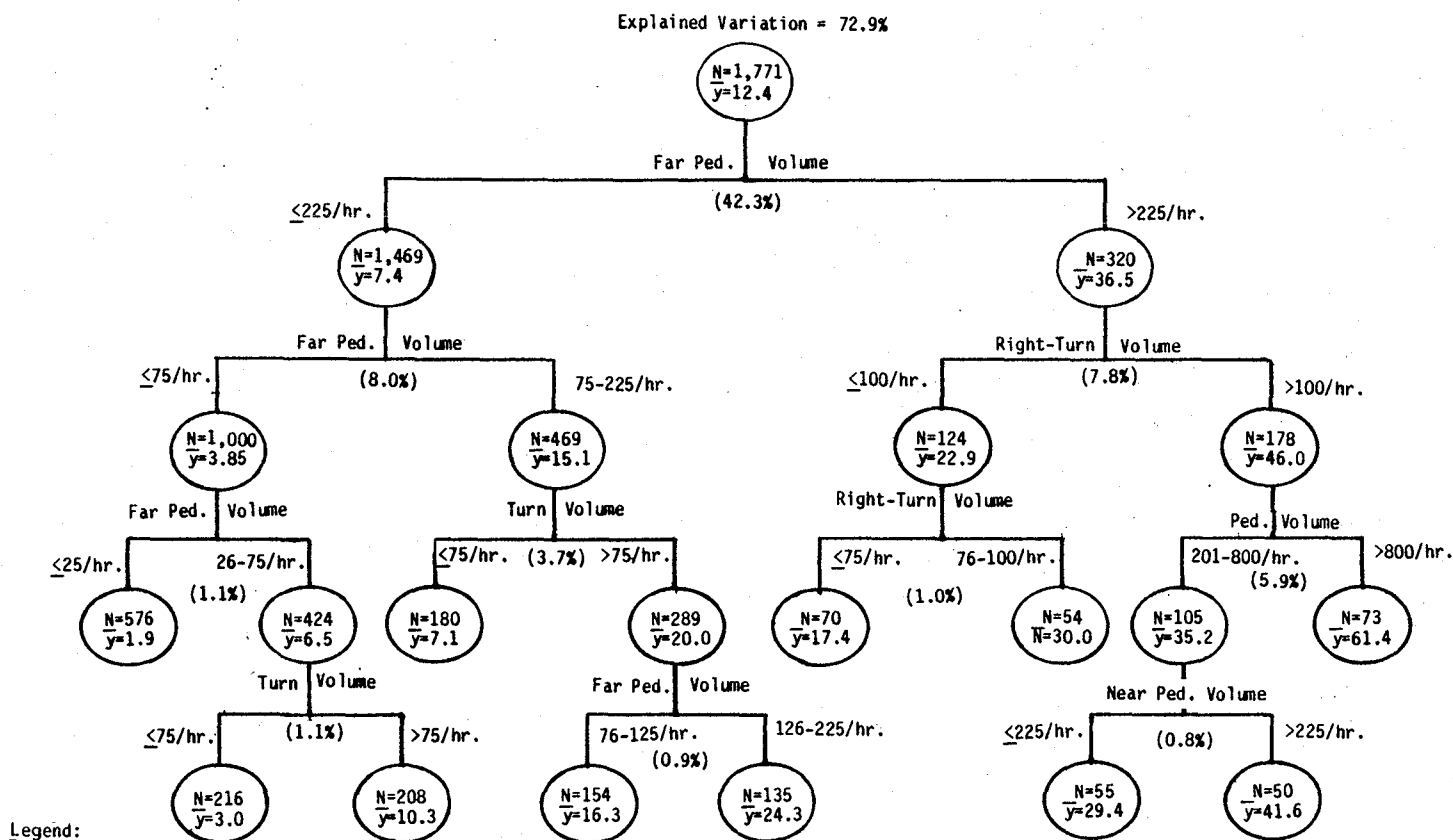 Explained Variation = 72.9%
N=1,771
y̅=12.4
Far Ped. Volume
(42.3%)
≤225/hr.
>225/hr.
N=1,469
y̅=7.4
N=320
y̅=36.5
Far Ped. Volume
(8.0%)
Right-Turn Volume
(7.8%)
≤75/hr.
75-225/hr.
≤100/hr.
>100/hr.
N=1,000
y̅=3.85
N=469
y̅=15.1
N=124
y̅=22.9
N=178
y̅=46.0
Far Ped. Volume
Turn Volume
Right-Turn Volume
Ped. Volume
≤25/hr.
26-75/hr.
(1.1%)
≤75/hr.
(3.7%)
>75/hr.
≤75/hr.
76-100/hr.
(1.0%)
201-800/hr.
(5.9%)
>800/hr.
N=576
y̅=1.9
N=424
y̅=6.5
N=180
y̅=7.1
N=289
y̅=20.0
N=70
y̅=17.4
N=54
N̅=30.0
N=105
y̅=35.2
N=73
y̅=61.4
Turn Volume
Far Ped. Volume
Near Ped. Volume
≤75/hr.
(1.1%)
>75/hr.
76-125/hr.
(0.9%)
126-225/hr.
≤225/hr.
(0.8%)
>225/hr.
N=216
y̅=3.0
N=208
y̅=10.3
N=154
y̅=16.3
N=135
y̅=24.3
N=55
y̅=29.4
N=50
y̅=41.6
Legend: